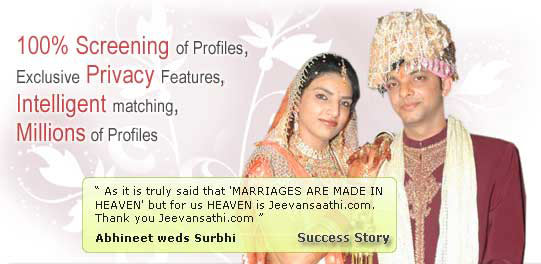 100% Screening of Profiles,
Exclusive Privacy Features,
Intelligent matching,
Millions of Profiles
“ As it is truly said that 'MARRIAGES ARE MADE IN
HEAVEN' but for us HEAVEN is Jeevansaathi.com.
Thank you Jeevansathi.com ”
Abhineet weds Surbhi Success Story